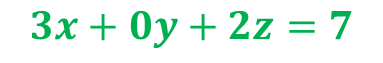 3x + 0y + 2z = 7